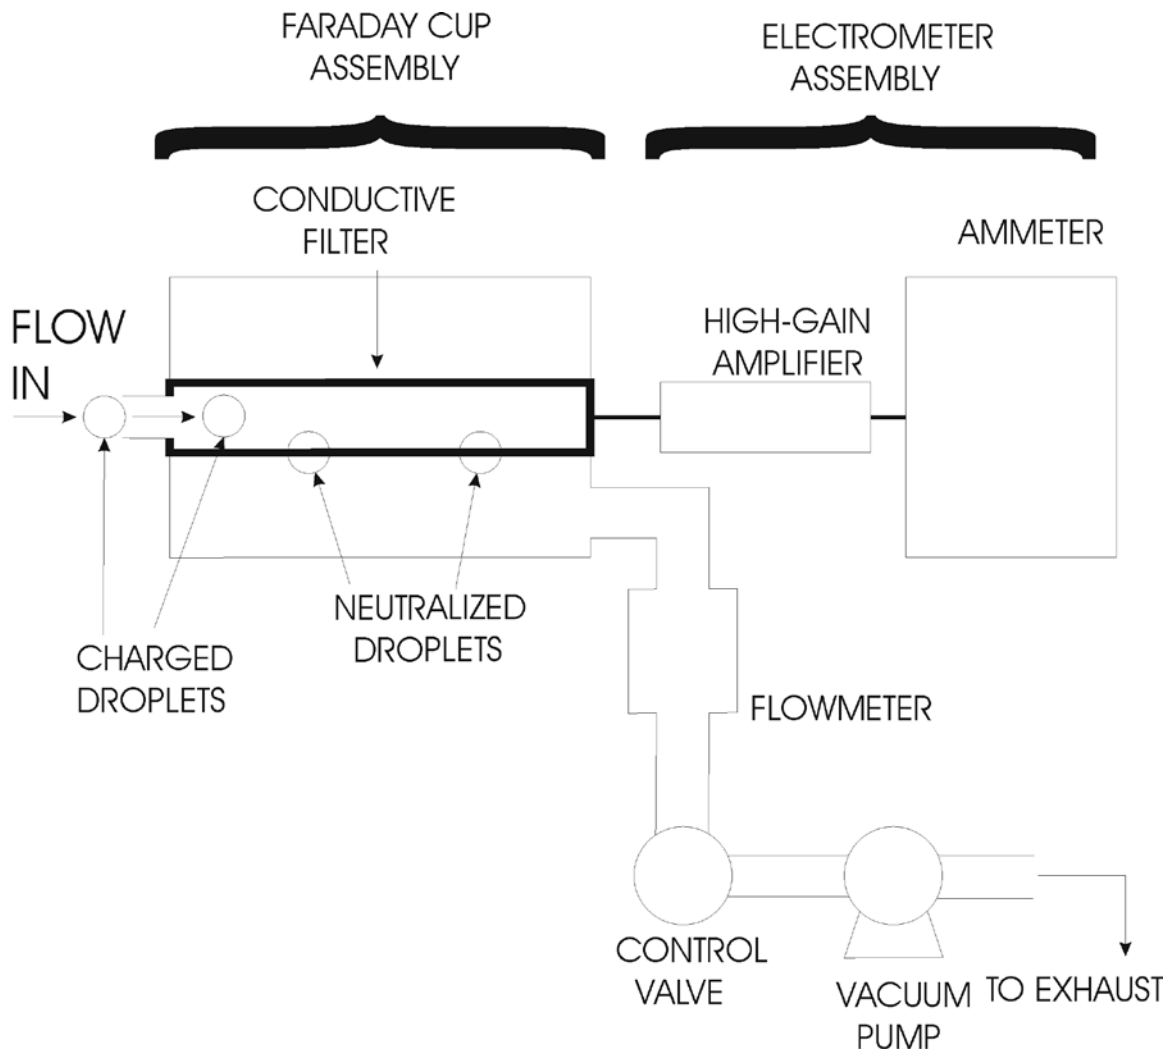 FARADAY CUP
ASSEMBLY
ELECTROMETER
ASSEMBLY
CONDUCTIVE
FILTER
AMMETER
FLOW
IN
HIGH-GAIN
AMPLIFIER
NEUTRALIZED
DROPLETS
CHARGED
DROPLETS
FLOWMETER
CONTROL
VALVE
VACUUM
PUMP
TO EXHAUST